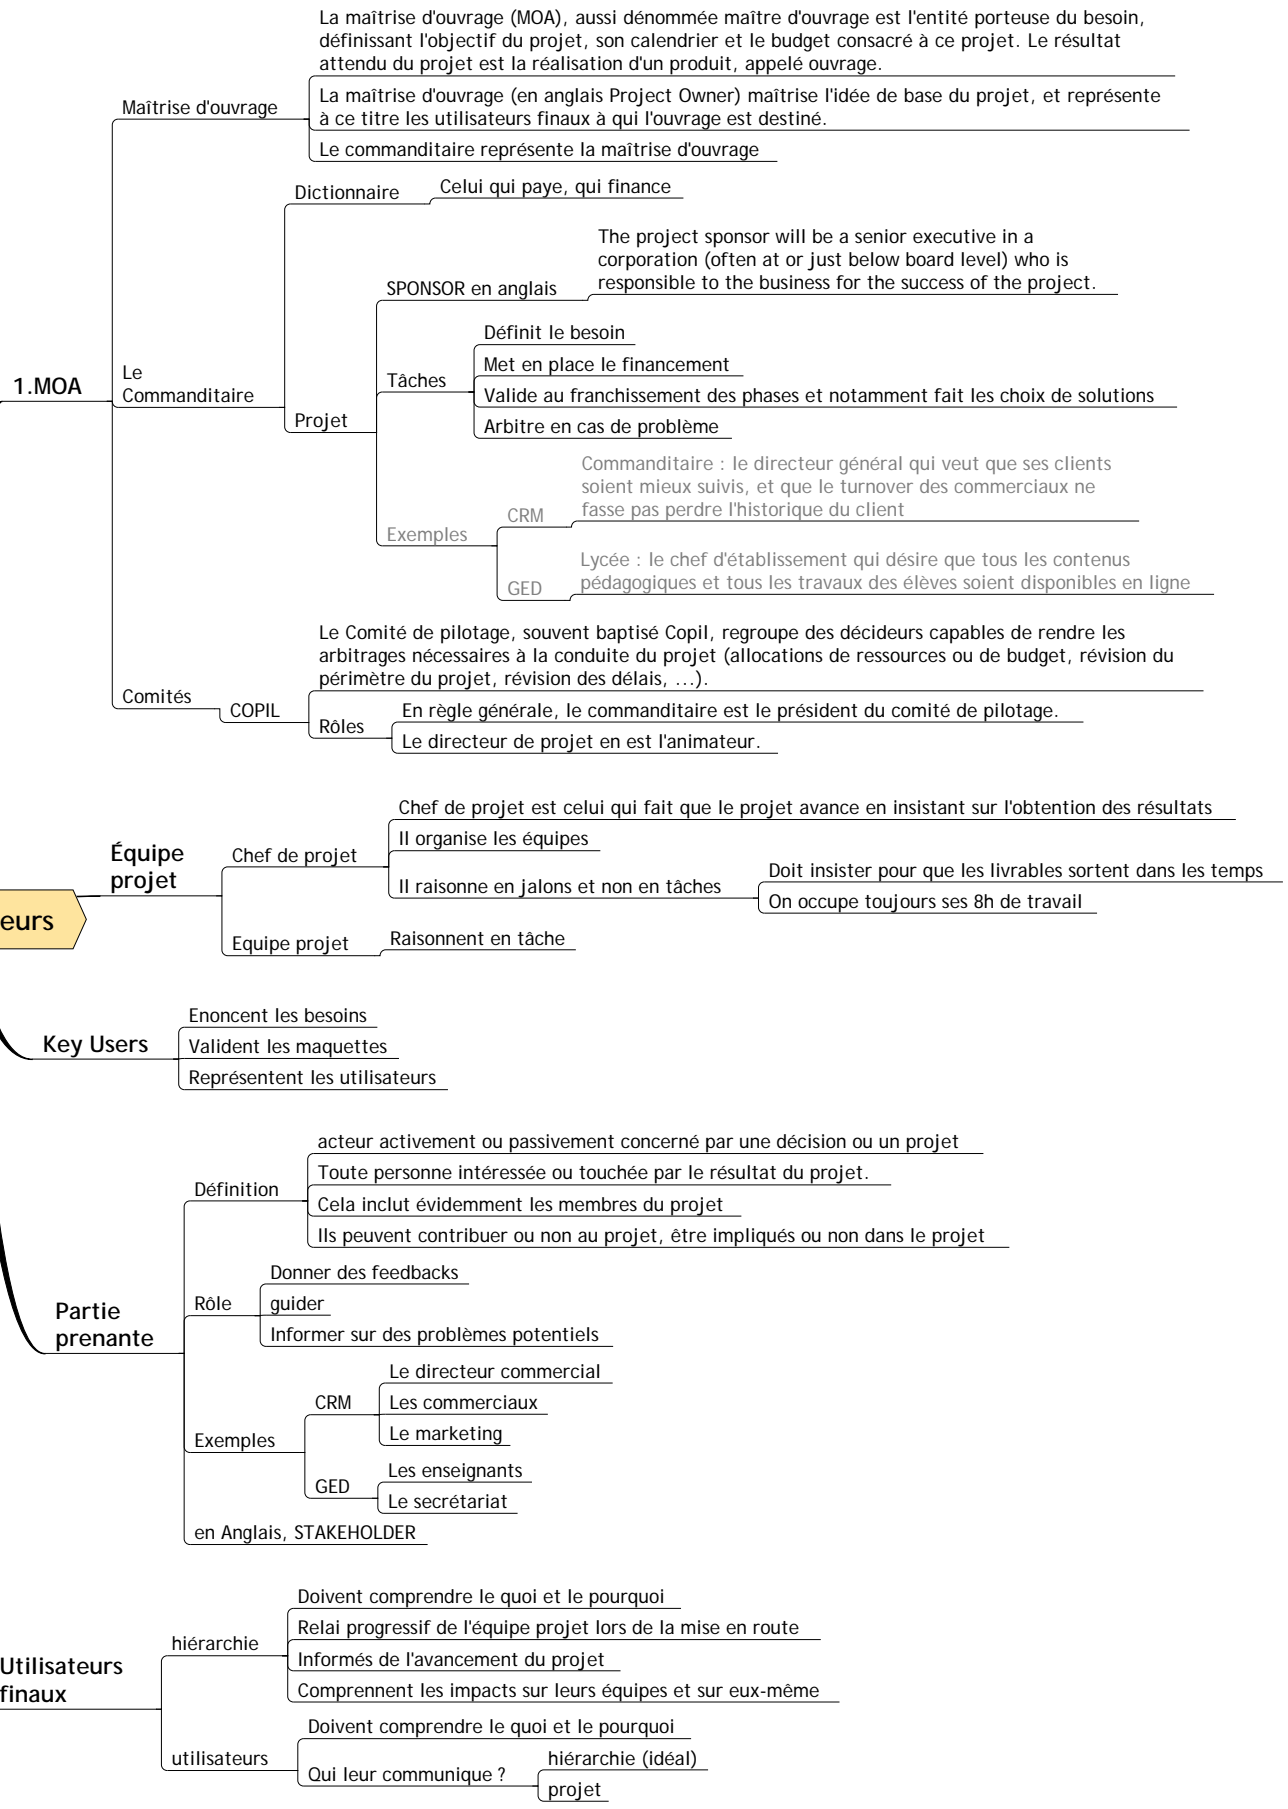 La maîtrise d'ouvrage (MOA), aussi dénommée maître d'ouvrage est l'entité porteuse du besoin,
définissant l'objectif du projet, son calendrier et le budget consacré à ce projet. Le résultat
attendu du projet est la réalisation d'un produit, appelé ouvrage.
Maîtrise d'ouvrage
La maîtrise d'ouvrage (en anglais Project Owner) maîtrise l'idée de base du projet, et représente
à ce titre les utilisateurs finaux à qui l'ouvrage est destiné.
Le commanditaire représente la maîtrise d'ouvrage
Dictionnaire
Celui qui paye, qui finance
The project sponsor will be a senior executive in a
corporation (often at or just below board level) who is
responsible to the business for the success of the project.
SPONSOR en anglais
Définit le besoin
Met en place le financement
Tâches
Valide au franchissement des phases et notamment fait les choix de solutions
Arbitre en cas de problème
1.MOA
Le
Commanditaire
Projet
Commanditaire : le directeur général qui veut que ses clients
soient mieux suivis, et que le turnover des commerciaux ne
fasse pas perdre l'historique du client
CRM
Exemples
Lycée : le chef d'établissement qui désire que tous les contenus
pédagogiques et tous les travaux des élèves soient disponibles en ligne
GED
Le Comité de pilotage, souvent baptisé Copil, regroupe des décideurs capables de rendre les
arbitrages nécessaires à la conduite du projet (allocations de ressources ou de budget, révision du
périmètre du projet, révision des délais, ...).
Comités
COPIL
Rôles
En règle générale, le commanditaire est le président du comité de pilotage.
Le directeur de projet en est l'animateur.
Chef de projet est celui qui fait que le projet avance en insistant sur l'obtention des résultats
Il organise les équipes
Équipe
projet
Chef de projet
Il raisonne en jalons et non en tâches
Doit insister pour que les livrables sortent dans les temps
On occupe toujours ses 8h de travail
eurs
Equipe projet
Raisonnent en tâche
Enoncent les besoins
Key Users
Valident les maquettes
Représentent les utilisateurs
acteur activement ou passivement concerné par une décision ou un projet
Toute personne intéressée ou touchée par le résultat du projet.
Définition
Cela inclut évidemment les membres du projet
Ils peuvent contribuer ou non au projet, être impliqués ou non dans le projet
Donner des feedbacks
Rôle
guider
Informer sur des problèmes potentiels
Partie
prenante
Le directeur commercial
CRM
Les commerciaux
Le marketing
Exemples
Les enseignants
GED
Le secrétariat
en Anglais, STAKEHOLDER
Doivent comprendre le quoi et le pourquoi
Relai progressif de l'équipe projet lors de la mise en route
hiérarchie
Informés de l'avancement du projet
Comprennent les impacts sur leurs équipes et sur eux-même
Utilisateurs
finaux
Doivent comprendre le quoi et le pourquoi
utilisateurs
Qui leur communique ?
hiérarchie (idéal)
projet